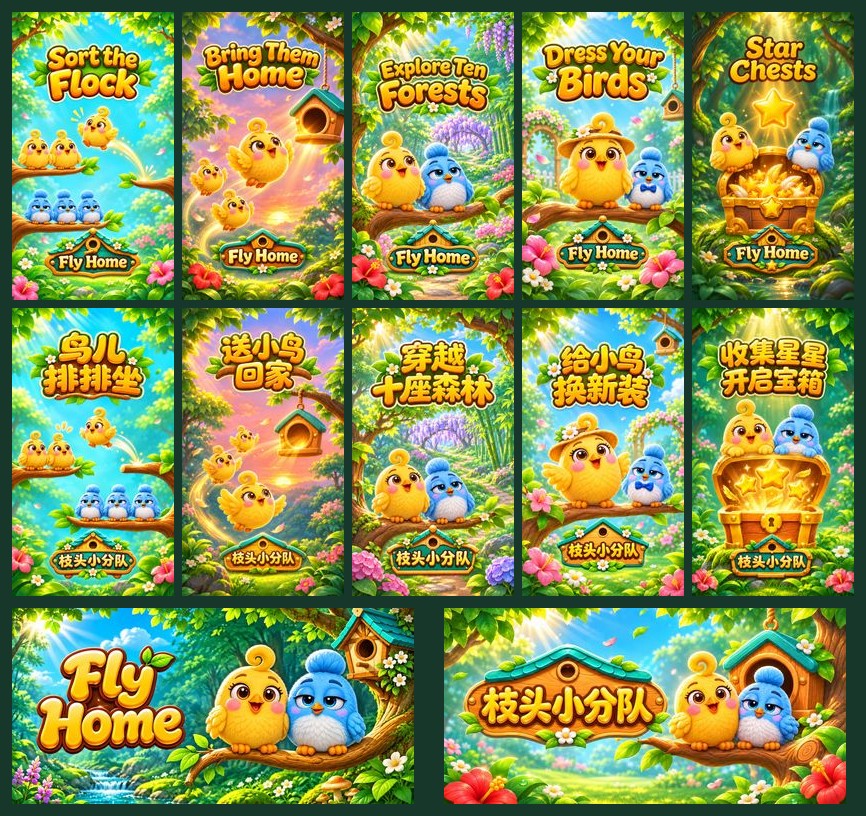 Sort the
Flock
Fly Home
Bring Them
Home
Fly Home
Explore Ten
Forests
Fly Home
Dress Your
Birds
Fly Home
Star
Chests
Fly Home
鸟儿
排排坐
枝头小分队
送小鸟
回家
枝头小分队
穿越
十座森林
枝头小分队
给小鸟
换新装
枝头小分队
收集星星
开启宝箱
枝头小分队
Fly
Home
枝头小分队